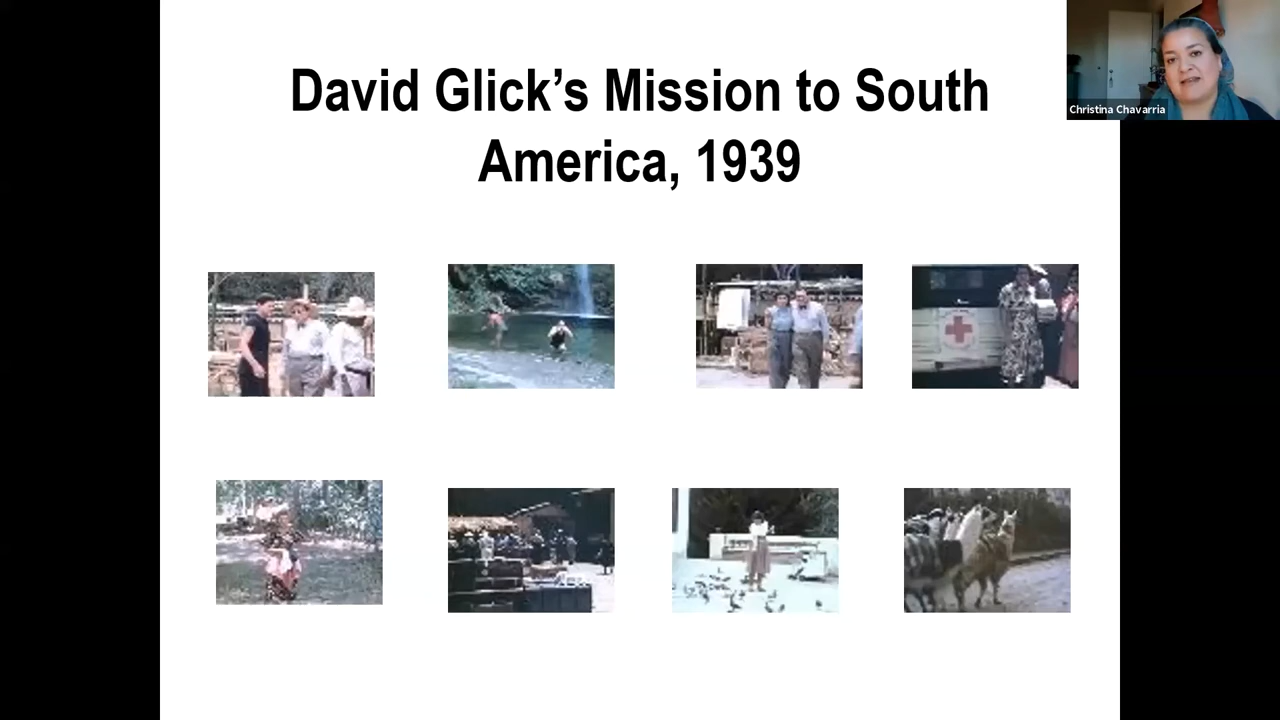 David Glick’s Mission to South
America, 1939
Christina Chavarria